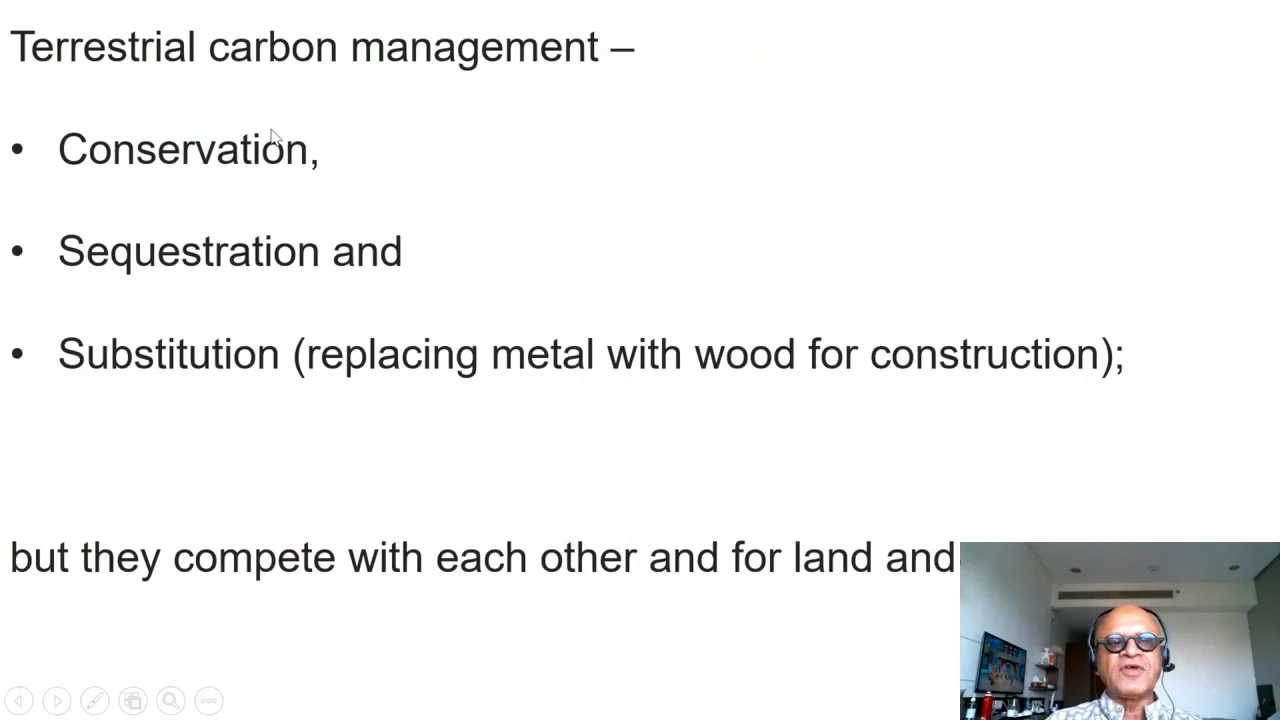 Terrestrial carbon management –
• Conservation,
• Sequestration and
• Substitution (replacing metal with wood for construction);
but they compete with each other and for land and